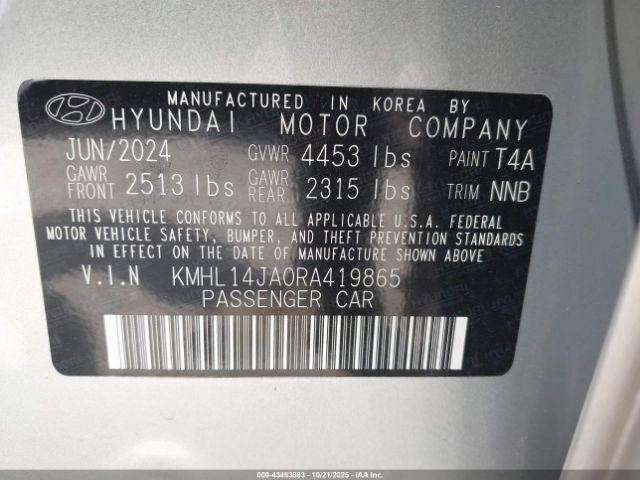 MANUFACTURED IN KOREA BY
HYUNDAI MOTOR COMPANY
JUN/2024 GVWR 4453 lbs PAINT T4A
GAWR FRONT 2513 lbs GAWR REAR 2315 lbs TRIM NNB
THIS VEHICLE CONFORMS TO ALL APPLICABLE U.S.A. FEDERAL
MOTOR VEHICLE SAFETY, BUMPER, AND THEFT PREVENTION STANDARDS
IN EFFECT ON THE DATE OF MANUFACTURE SHOWN ABOVE
V.I.N KMHL14JA0RA419865
PASSENGER CAR
000-43493883 | 10/21/2025 | IAAI.COM